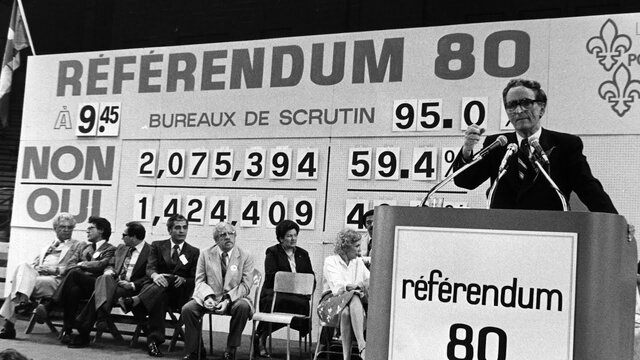 RÉFÉRENDUM 80
À 9.45 BUREAUX DE SCRUTIN 95.0
NON 2,075,394 59.4%
OUI 1,424,409 4
référendum
80